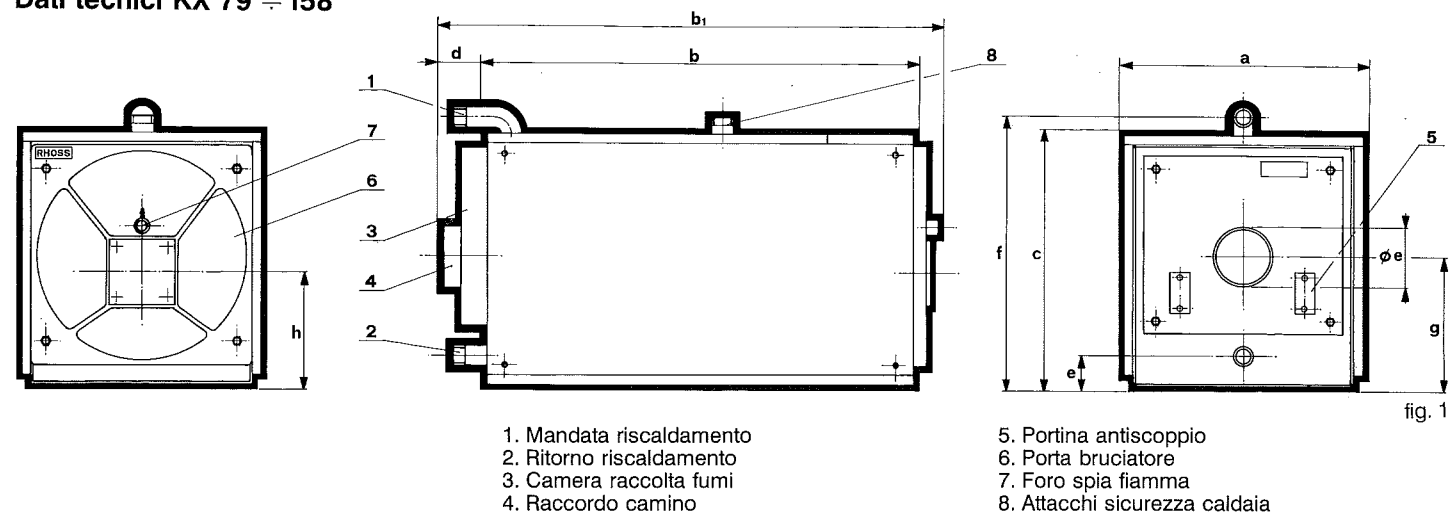 Dati tecnici KX 79 ÷ 158
b₁
d
b
8
a
1
7
6
3
4
2
RHOSS
h
5
f
c
ø e
g
e
fig. 1
1. Mandata riscaldamento
2. Ritorno riscaldamento
3. Camera raccolta fumi
4. Raccordo camino
5. Portina antiscoppio
6. Porta bruciatore
7. Foro spia fiamma
8. Attacchi sicurezza caldaia